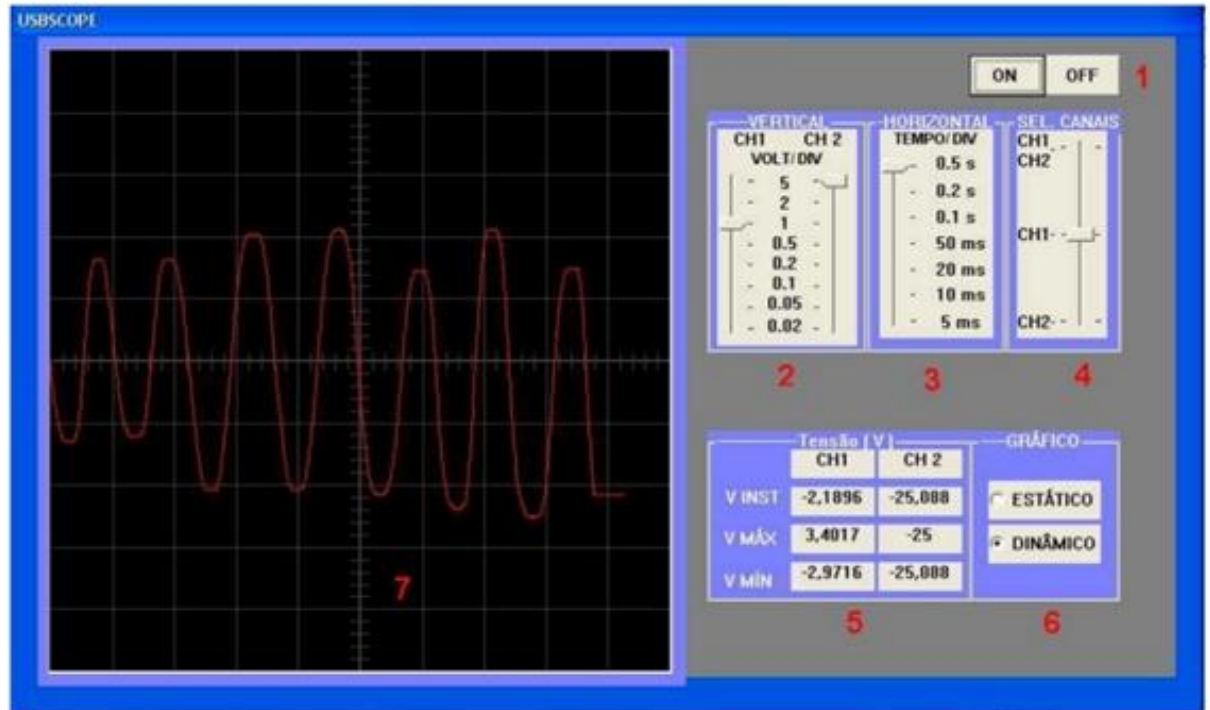 USBSCOPE
ON OFF 1
VERTICAL
CH1 CH 2
VOLT/DIV
5
2
1
0.5
0.2
0.1
0.05
0.02
2
HORIZONTAL
TEMPO/DIV
0.5 s
0.2 s
0.1 s
50 ms
20 ms
10 ms
5 ms
3
SEL. CANAIS
CH1
CH2
CH1
CH2
4
Tensão ( V )
CH1 CH 2
V INST -2,1896 -25,088
V MÁX 3,4017 -25
V MÍN -2,9716 -25,088
5
GRÁFICO
ESTÁTICO
DINÂMICO
6
7